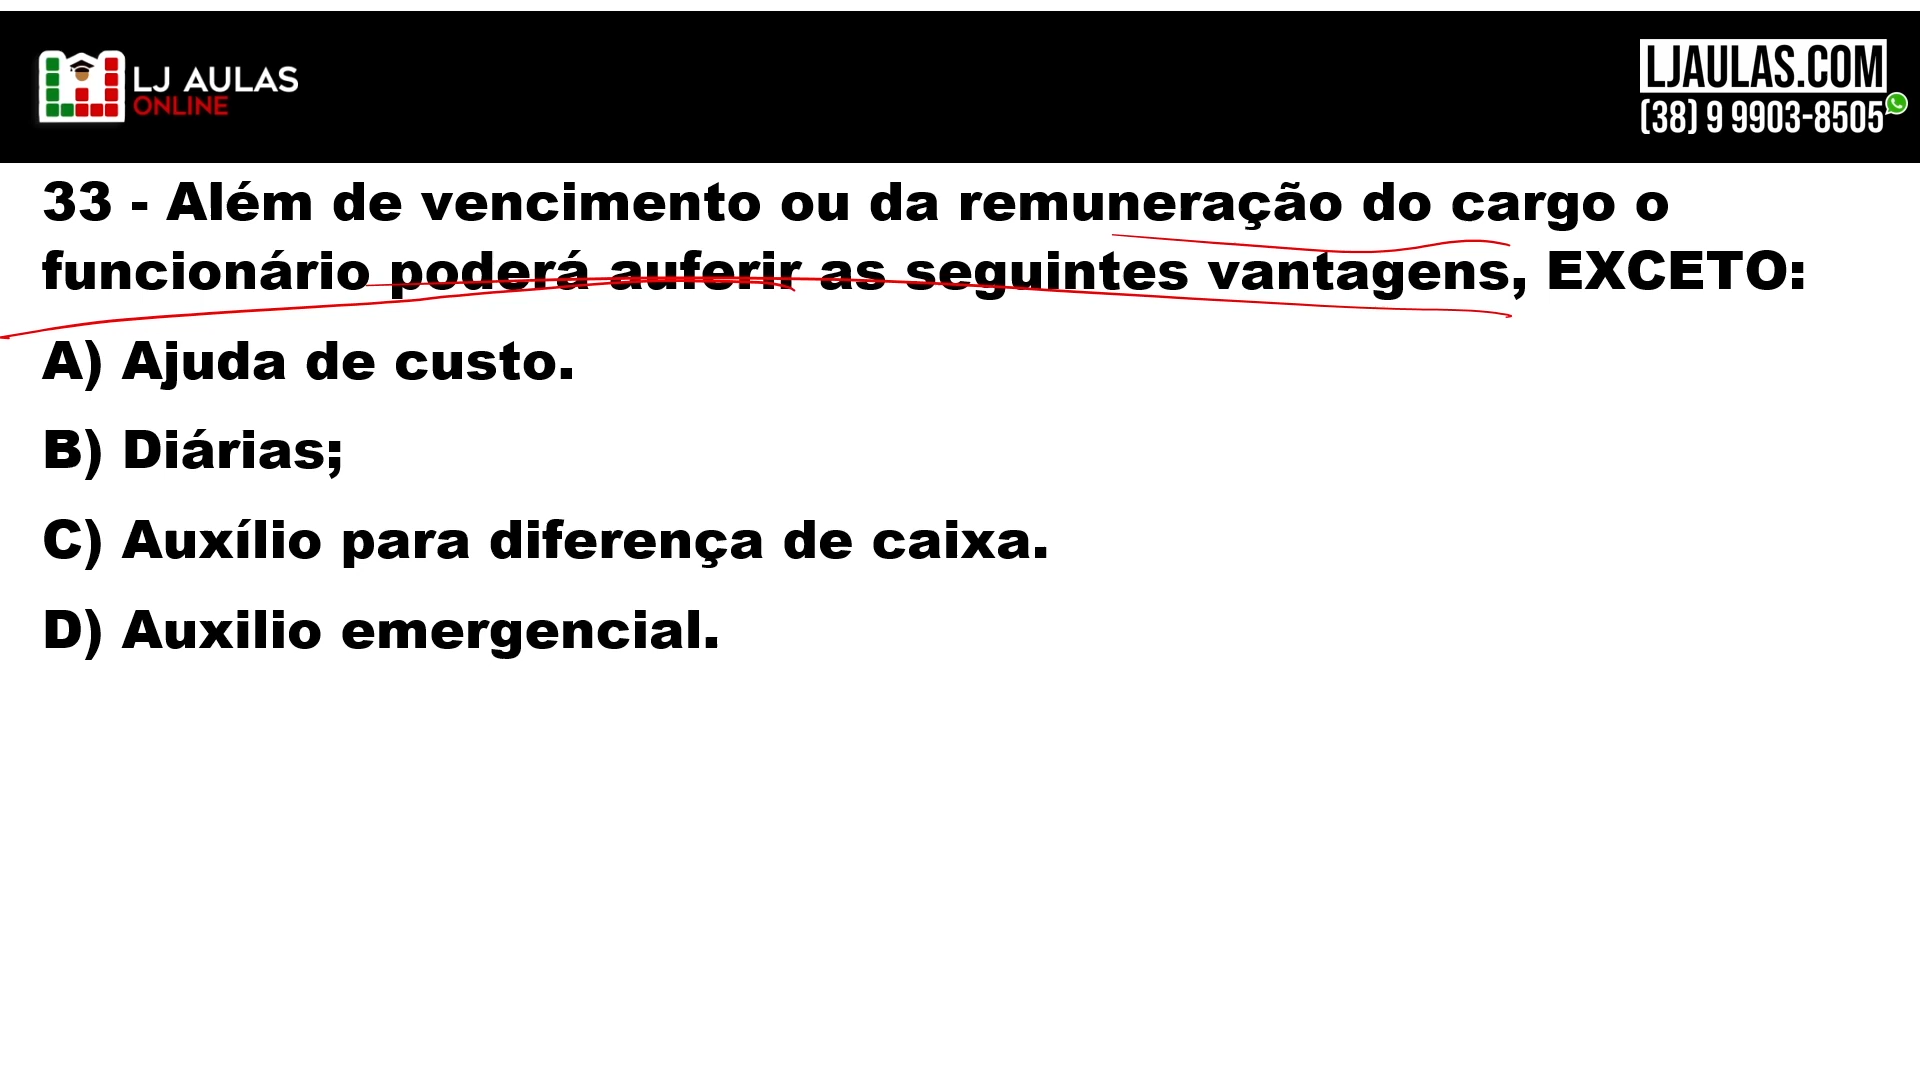 LJ AULAS
ONLINE
LJAULAS.COM
(38) 9 9903-8505
33 - Além de vencimento ou da remuneração do cargo o
funcionário poderá auferir as seguintes vantagens, EXCETO:
A) Ajuda de custo.
B) Diárias;
C) Auxílio para diferença de caixa.
D) Auxilio emergencial.